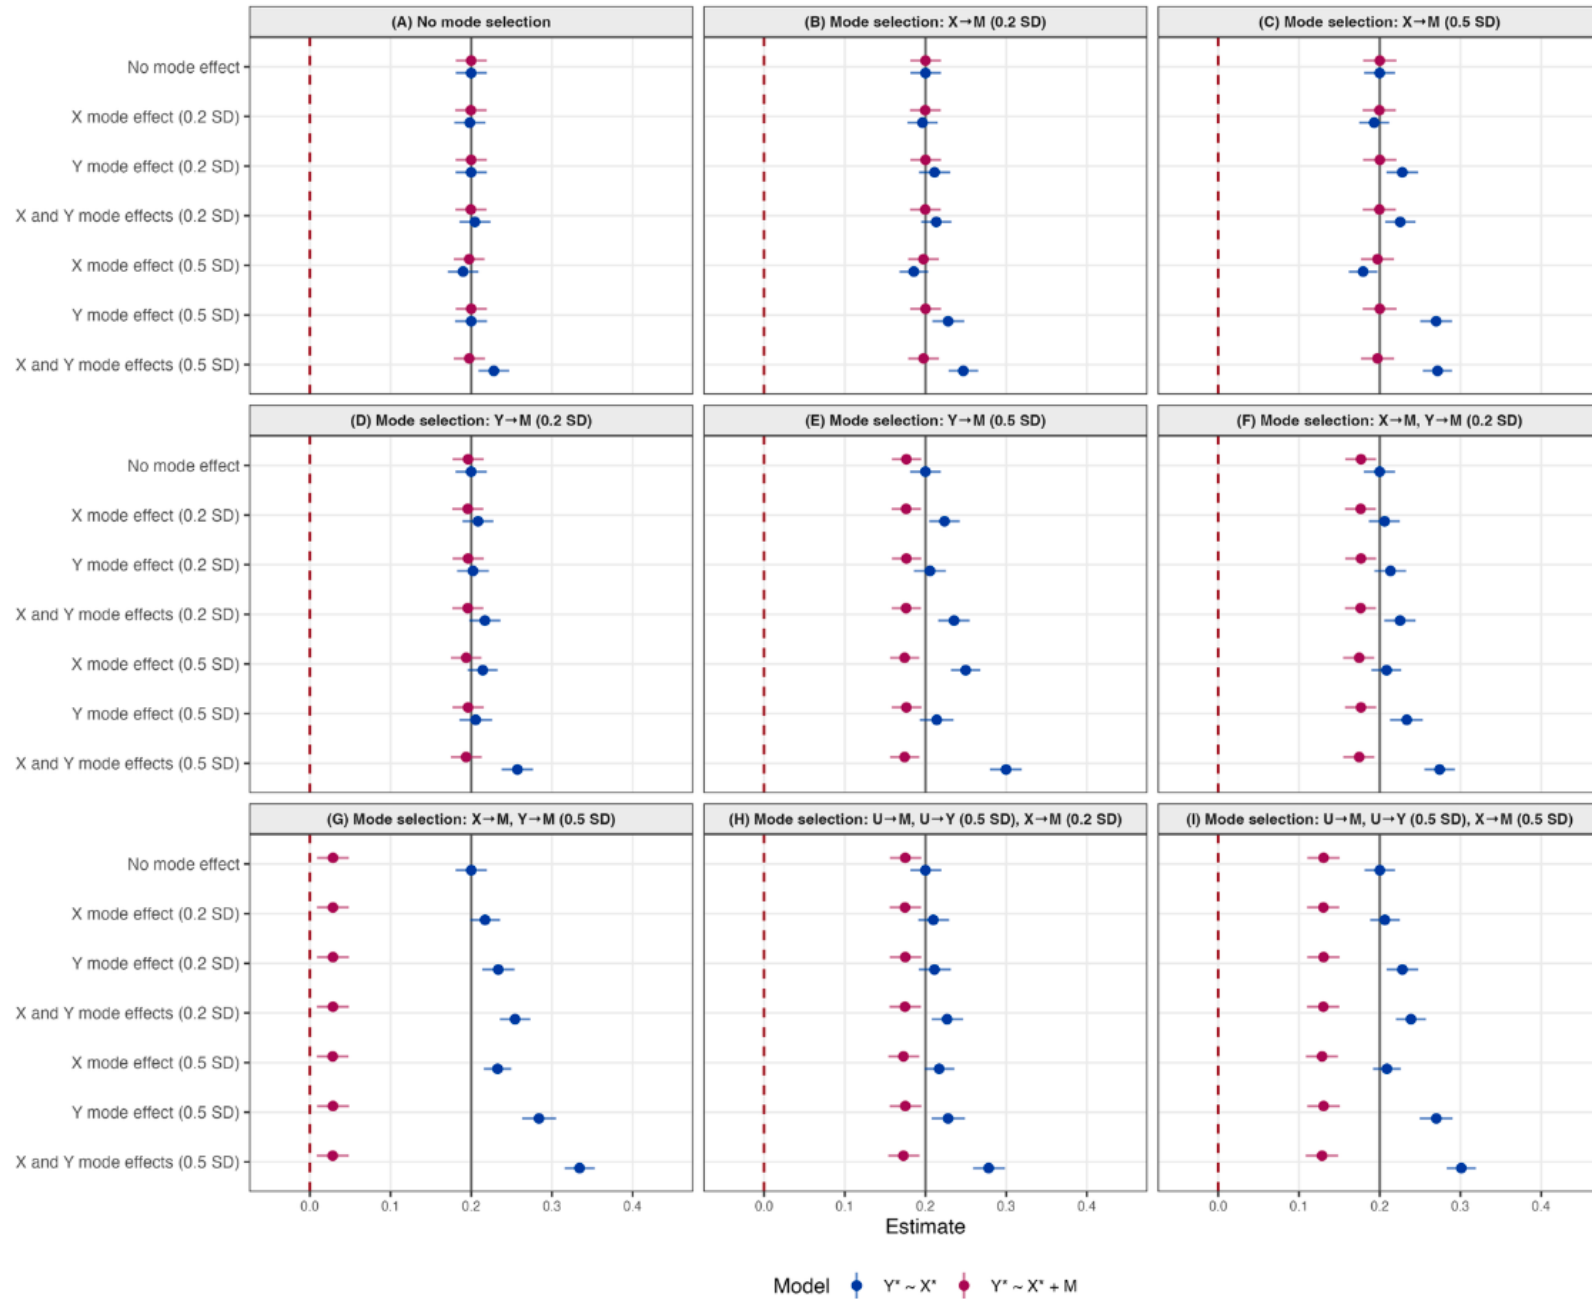 (A) No mode selection
(B) Mode selection: X→M (0.2 SD)
(C) Mode selection: X→M (0.5 SD)
No mode effect
X mode effect (0.2 SD)
Y mode effect (0.2 SD)
X and Y mode effects (0.2 SD)
X mode effect (0.5 SD)
Y mode effect (0.5 SD)
X and Y mode effects (0.5 SD)
(D) Mode selection: Y→M (0.2 SD)
(E) Mode selection: Y→M (0.5 SD)
(F) Mode selection: X→M, Y→M (0.2 SD)
No mode effect
X mode effect (0.2 SD)
Y mode effect (0.2 SD)
X and Y mode effects (0.2 SD)
X mode effect (0.5 SD)
Y mode effect (0.5 SD)
X and Y mode effects (0.5 SD)
(G) Mode selection: X→M, Y→M (0.5 SD)
(H) Mode selection: U→M, U→Y (0.5 SD), X→M (0.2 SD)
(I) Mode selection: U→M, U→Y (0.5 SD), X→M (0.5 SD)
No mode effect
X mode effect (0.2 SD)
Y mode effect (0.2 SD)
X and Y mode effects (0.2 SD)
X mode effect (0.5 SD)
Y mode effect (0.5 SD)
X and Y mode effects (0.5 SD)
0.0 0.1 0.2 0.3 0.4
0.0 0.1 0.2 0.3 0.4
0.0 0.1 0.2 0.3 0.4
Estimate
Model Y* ~ X* Y* ~ X* + M